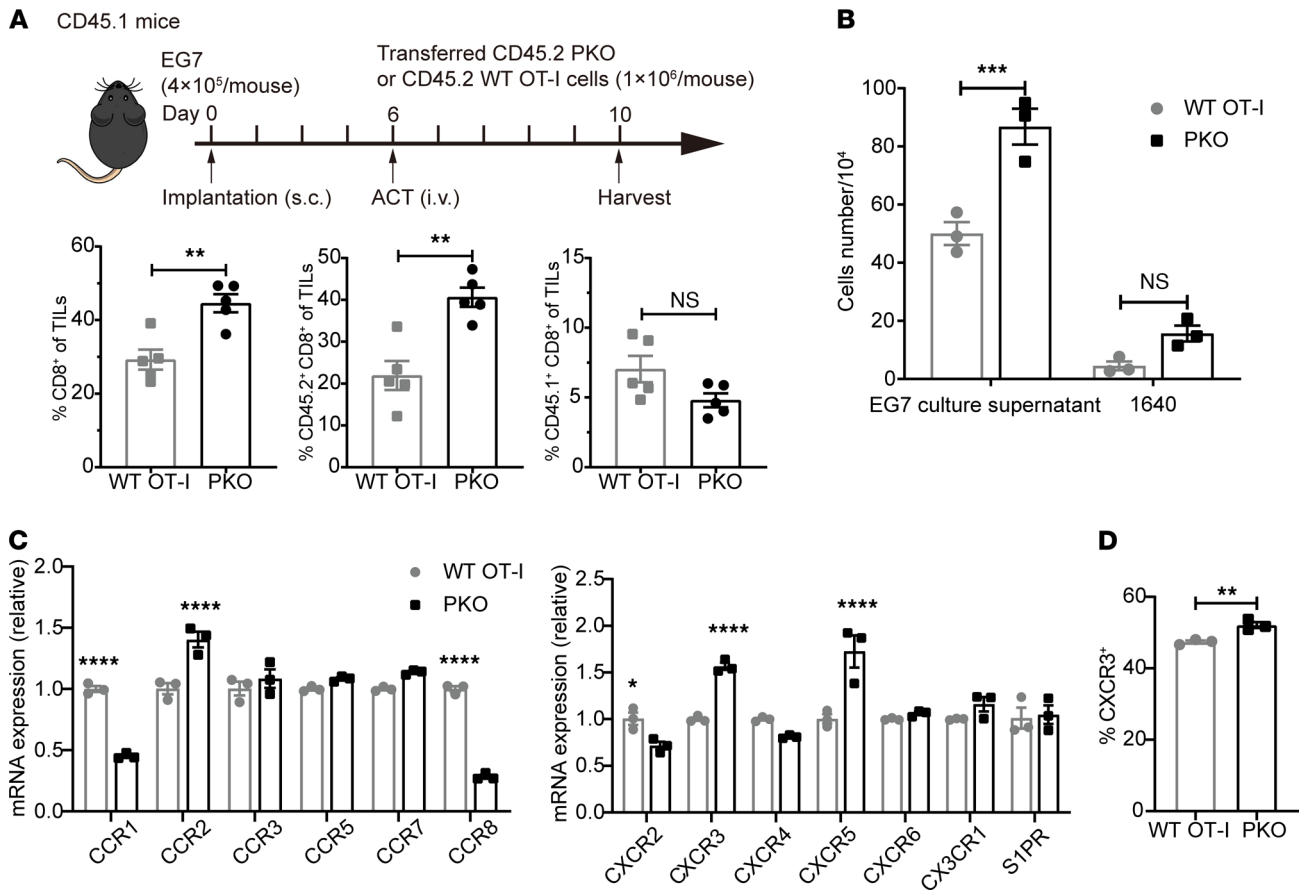 A
CD45.1 mice
EG7
(4×10⁵/mouse)
Transferred CD45.2 PKO
or CD45.2 WT OT-I cells (1×10⁶/mouse)
Day 0 6 10
Implantation (s.c.) ACT (i.v.) Harvest
% CD8⁺ of TILs
60
40
20
0
**
WT OT-I PKO
% CD45.2⁺ CD8⁺ of TILs
50
40
30
20
10
0
**
WT OT-I PKO
% CD45.1⁺ CD8⁺ of TILs
15
10
5
0
NS
WT OT-I PKO
B
Cells number/10⁴
100
80
60
40
20
0
***
NS
WT OT-I
PKO
EG7 culture supernatant 1640
C
mRNA expression (relative)
2.0
1.5
1.0
0.5
0.0
WT OT-I
PKO
**** **** ****
CCR1 CCR2 CCR3 CCR5 CCR7 CCR8
mRNA expression (relative)
2.5
2.0
1.5
1.0
0.5
0.0
* **** ****
CXCR2 CXCR3 CXCR4 CXCR5 CXCR6 CX3CR1 S1PR
D
% CXCR3⁺
60
40
20
0
**
WT OT-I PKO